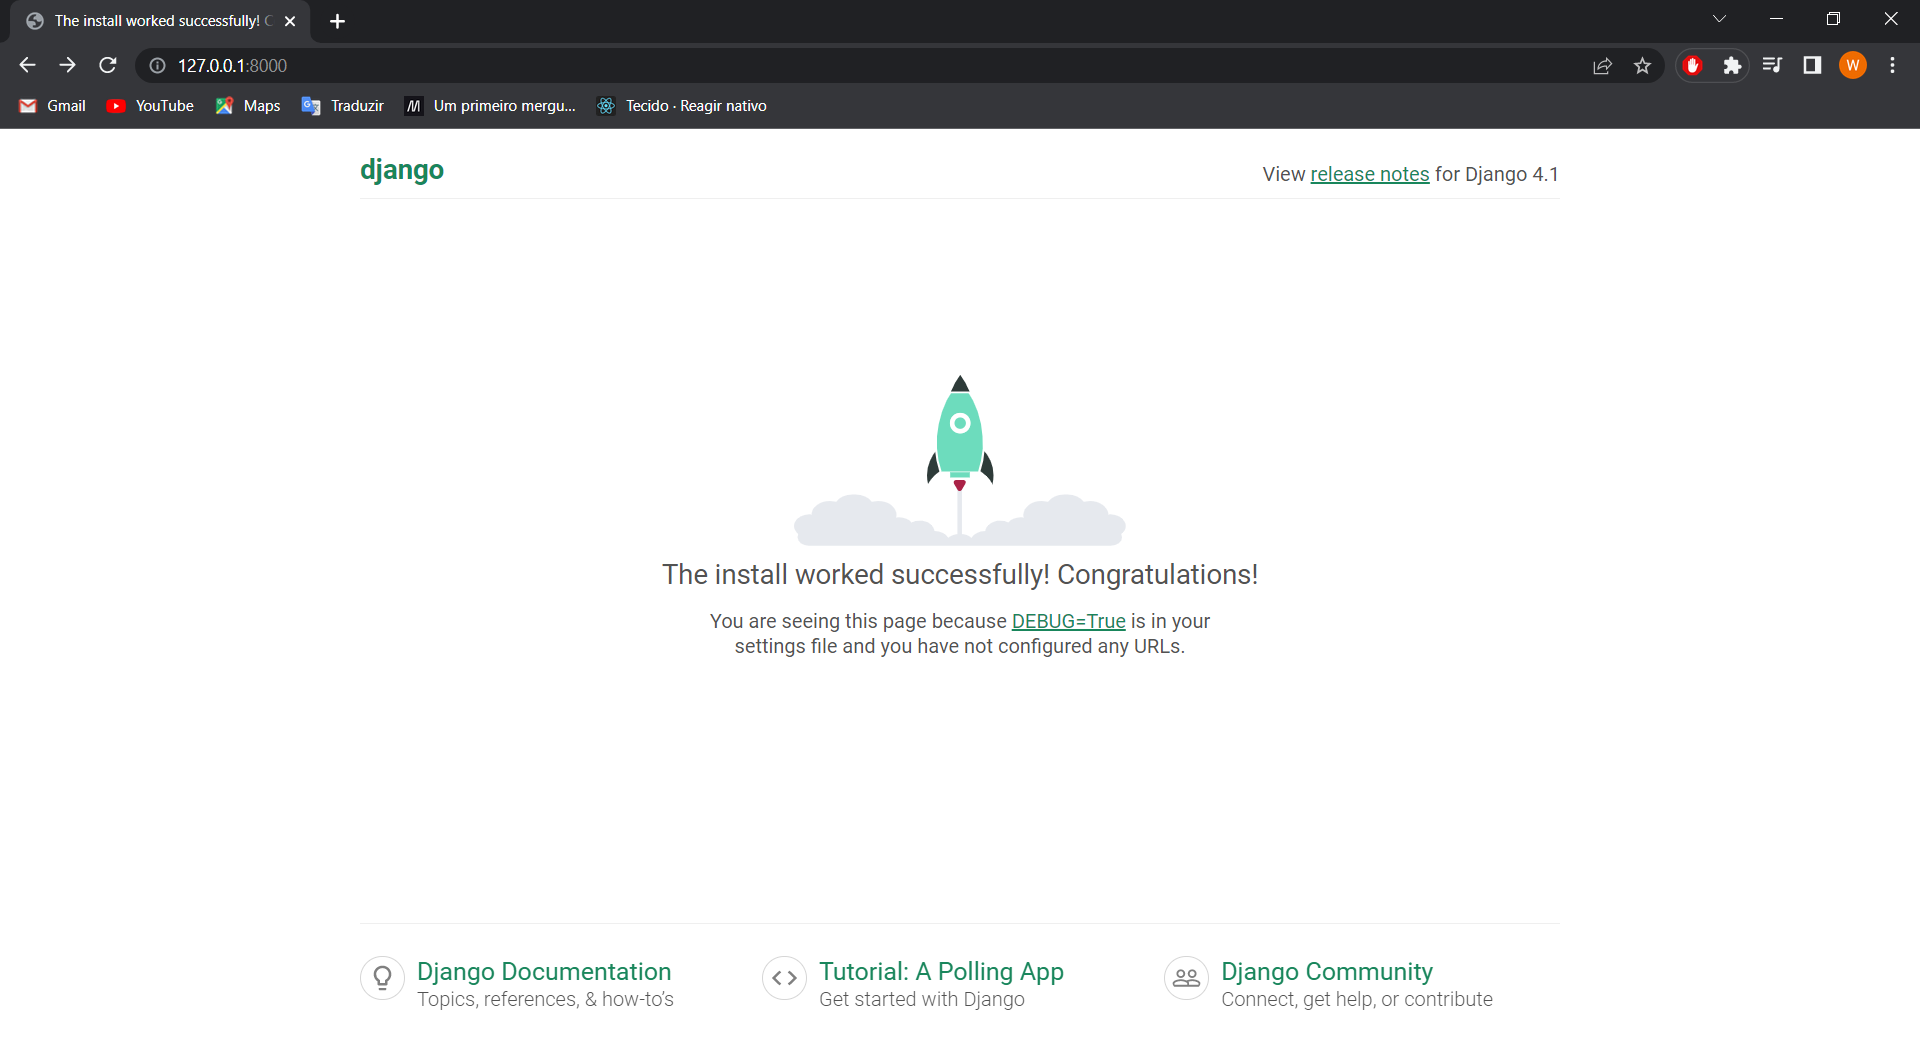 The install worked successfully! C
127.0.0.1:8000
W
Gmail
YouTube
Maps
Traduzir
Um primeiro mergu...
Tecido · Reagir nativo
django
View release notes for Django 4.1
The install worked successfully! Congratulations!
You are seeing this page because DEBUG=True is in your
settings file and you have not configured any URLs.
Django Documentation
Topics, references, & how-to's
Tutorial: A Polling App
Get started with Django
Django Community
Connect, get help, or contribute